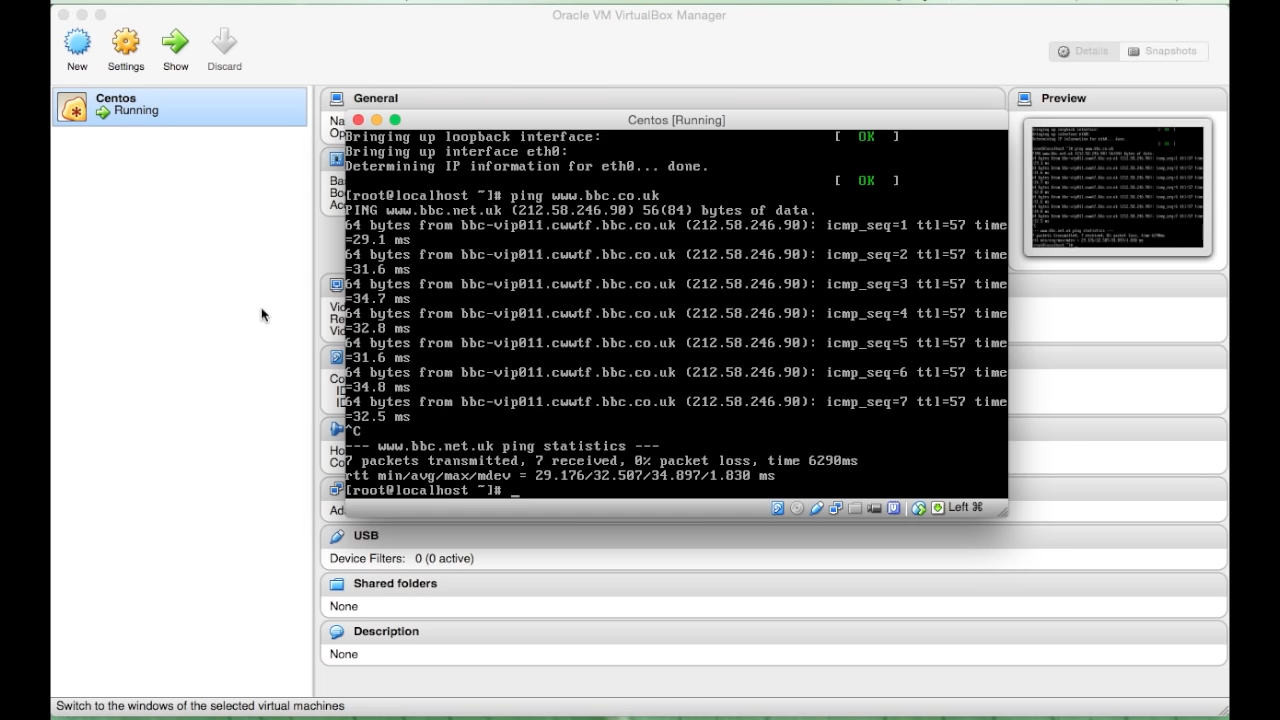 Oracle VM VirtualBox Manager
New
Settings
Show
Discard
Details
Snapshots
Centos
Running
General
Preview
Centos [Running]
Bringing up loopback interface: [ OK ]
Bringing up interface eth0:
Determining IP information for eth0... done.
[ OK ]
[root@localhost ~]# ping www.bbc.co.uk
PING www.bbc.net.uk (212.58.246.90) 56(84) bytes of data.
64 bytes from bbc-vip011.cwwtf.bbc.co.uk (212.58.246.90): icmp_seq=1 ttl=57 time
=29.1 ms
64 bytes from bbc-vip011.cwwtf.bbc.co.uk (212.58.246.90): icmp_seq=2 ttl=57 time
=31.6 ms
64 bytes from bbc-vip011.cwwtf.bbc.co.uk (212.58.246.90): icmp_seq=3 ttl=57 time
=34.7 ms
64 bytes from bbc-vip011.cwwtf.bbc.co.uk (212.58.246.90): icmp_seq=4 ttl=57 time
=32.8 ms
64 bytes from bbc-vip011.cwwtf.bbc.co.uk (212.58.246.90): icmp_seq=5 ttl=57 time
=31.6 ms
64 bytes from bbc-vip011.cwwtf.bbc.co.uk (212.58.246.90): icmp_seq=6 ttl=57 time
=34.8 ms
64 bytes from bbc-vip011.cwwtf.bbc.co.uk (212.58.246.90): icmp_seq=7 ttl=57 time
=32.5 ms
^C
--- www.bbc.net.uk ping statistics ---
7 packets transmitted, 7 received, 0% packet loss, time 6290ms
rtt min/avg/max/mdev = 29.176/32.507/34.897/1.830 ms
[root@localhost ~]# _
Left ⌘
USB
Device Filters: 0 (0 active)
Shared folders
None
Description
None
Switch to the windows of the selected virtual machines